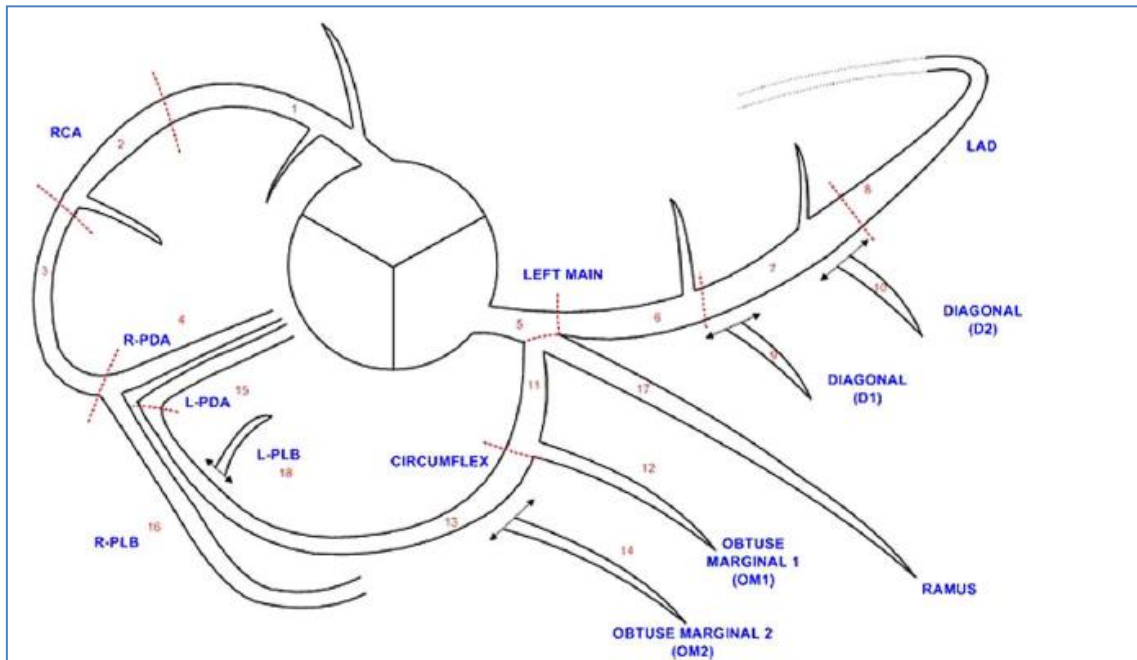 1
RCA
2
LAD
8
3
7
LEFT MAIN
10
4
5
6
R-PDA
DIAGONAL
(D2)
9
15
11
17
DIAGONAL
(D1)
L-PDA
L-PLB
CIRCUMFLEX
18
12
13
16
R-PLB
14
OBTUSE
MARGINAL 1
(OM1)
RAMUS
OBTUSE MARGINAL 2
(OM2)